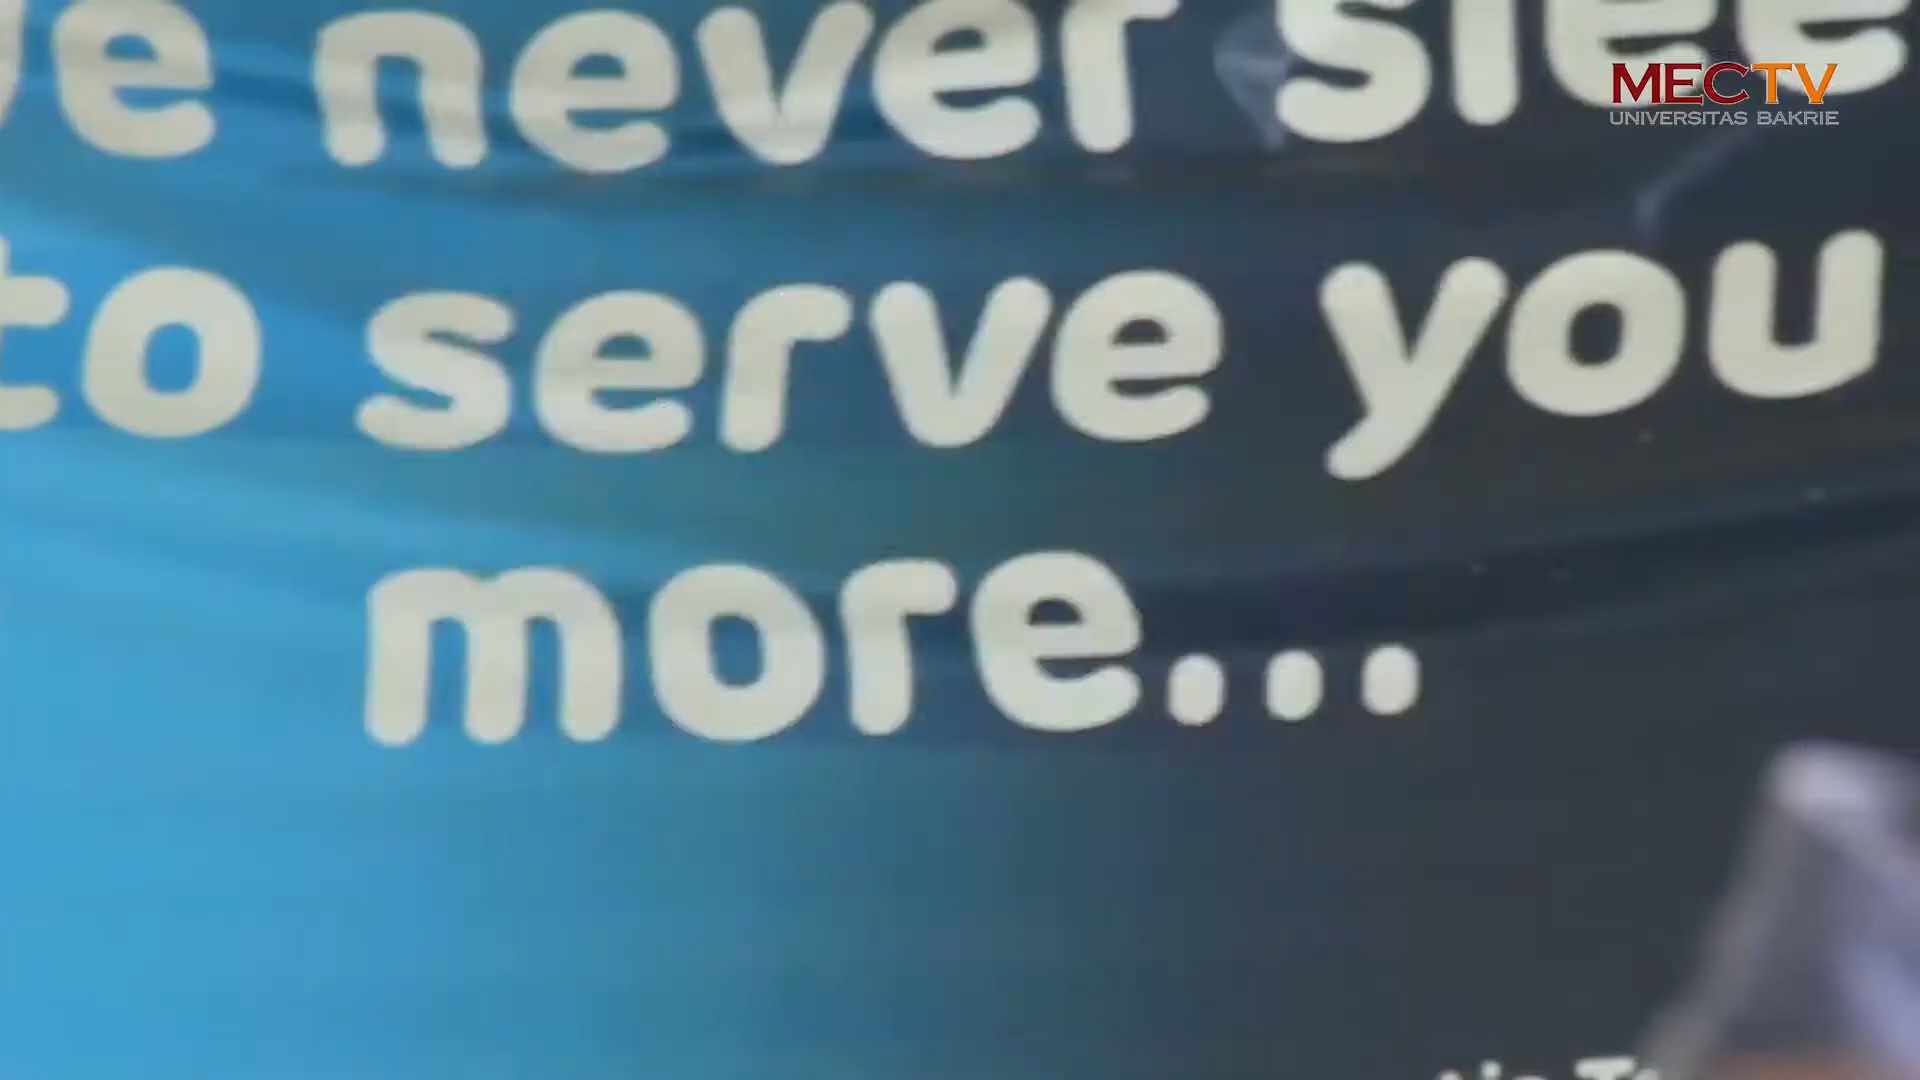 never
MECTV
UNIVERSITAS BAKRIE
to serve you
more...